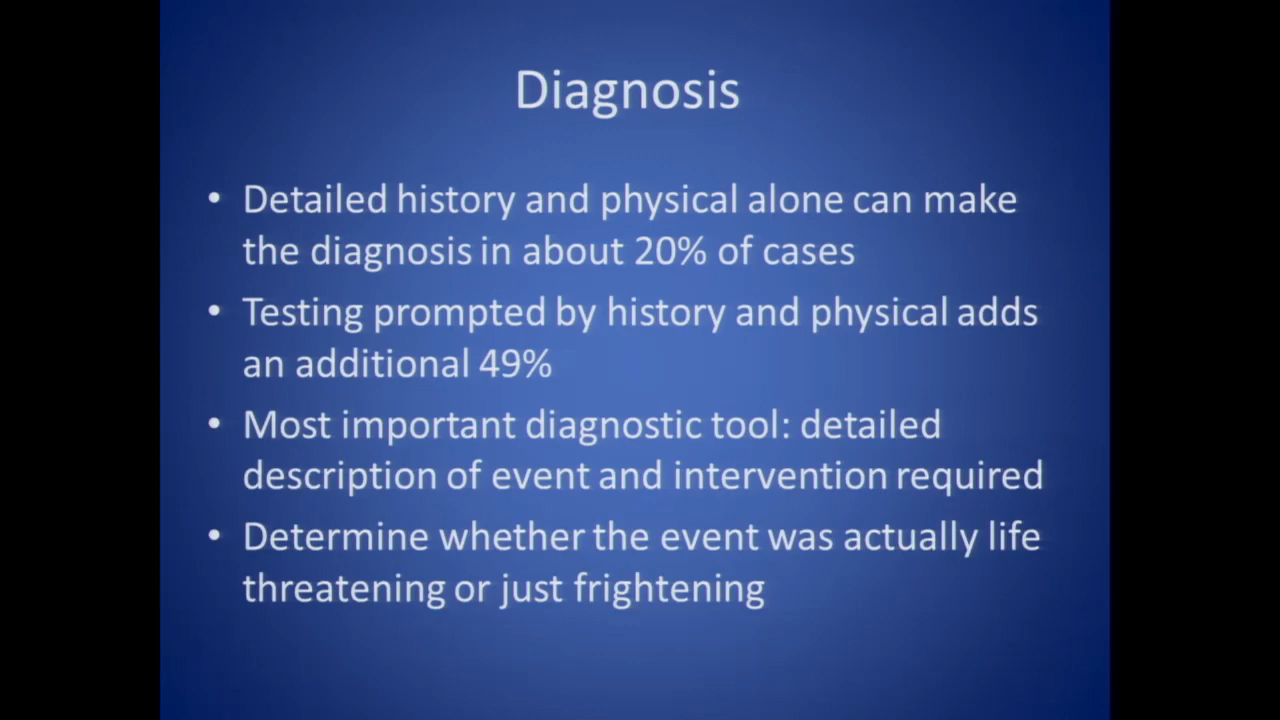 Diagnosis
• Detailed history and physical alone can make
the diagnosis in about 20% of cases
• Testing prompted by history and physical adds
an additional 49%
• Most important diagnostic tool: detailed
description of event and intervention required
• Determine whether the event was actually life
threatening or just frightening